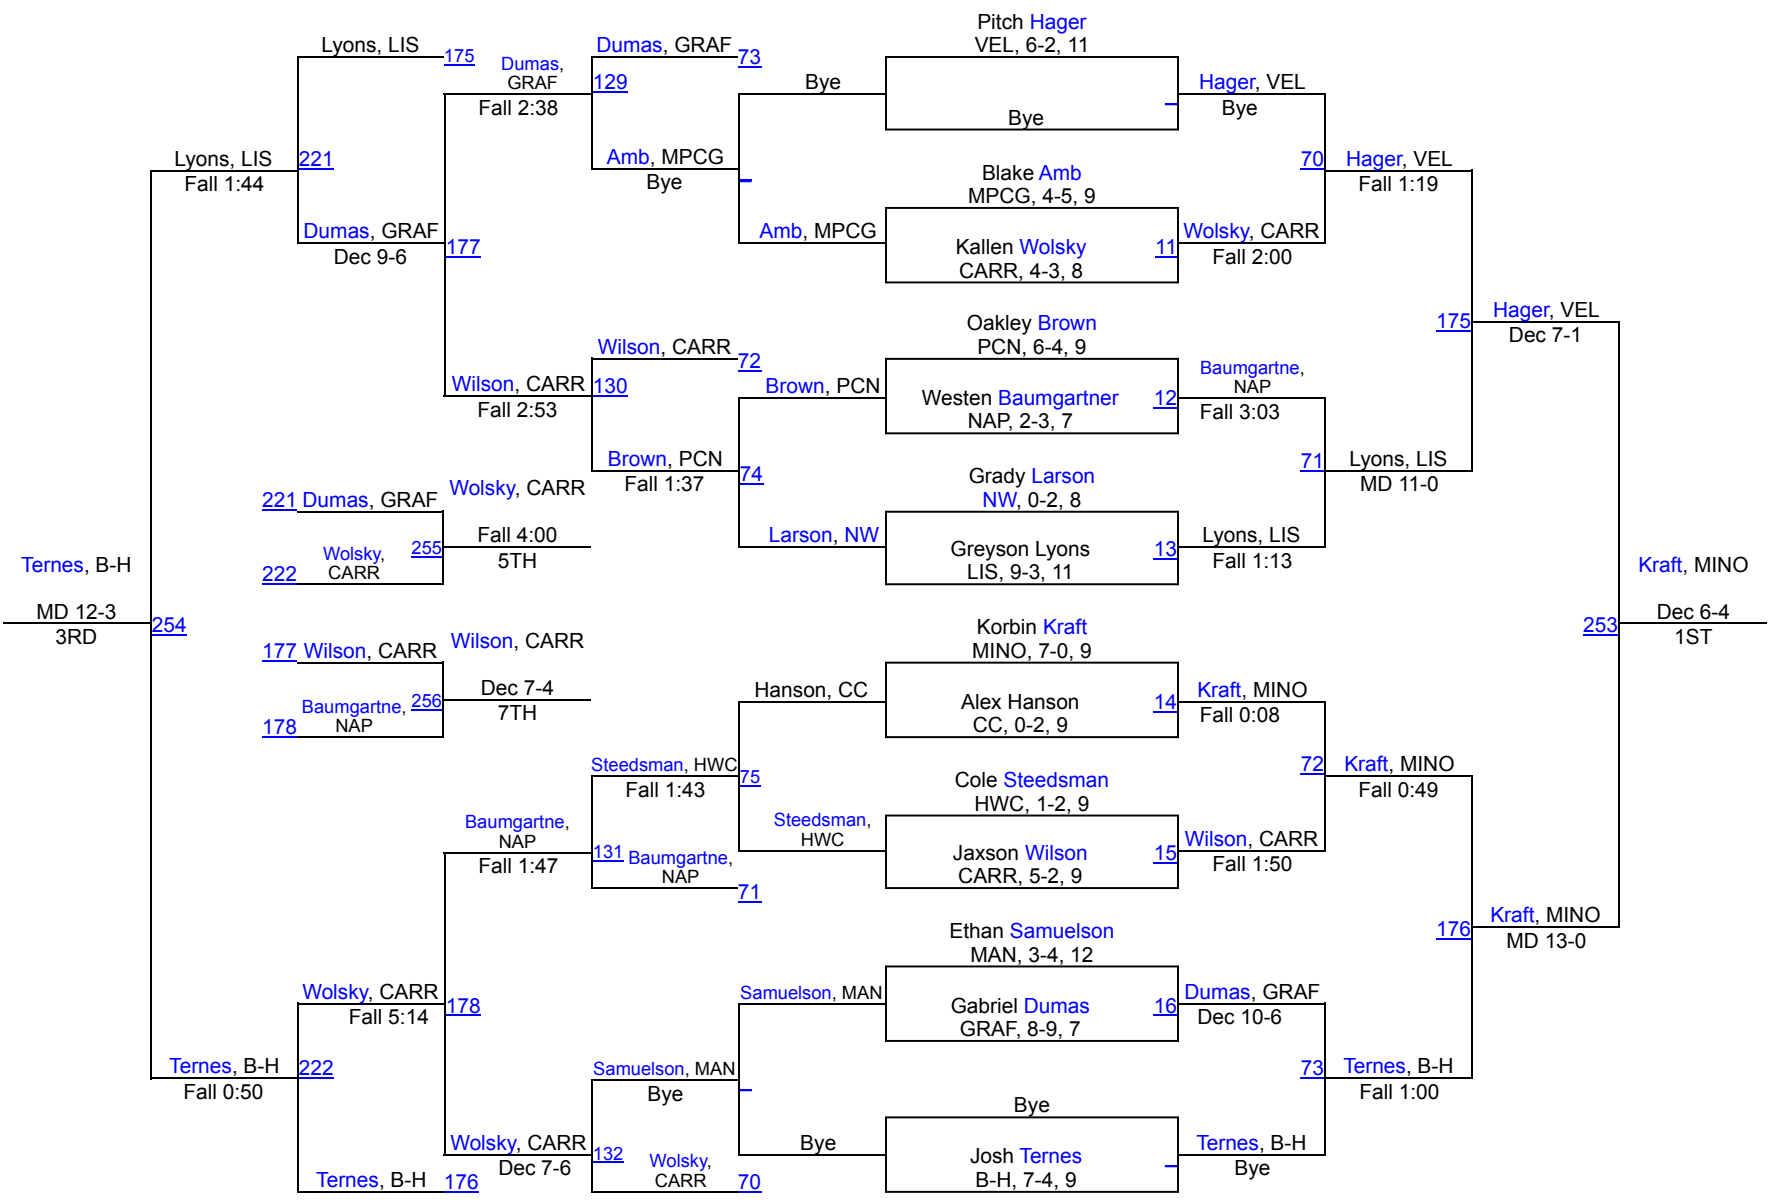 Pitch Hager
VEL, 6-2, 11
Bye
Blake Amb
MPCG, 4-5, 9
Kallen Wolsky
CARR, 4-3, 8
11
Oakley Brown
PCN, 6-4, 9
Westen Baumgartner
NAP, 2-3, 7
12
Grady Larson
NW, 0-2, 8
Greyson Lyons
LIS, 9-3, 11
13
Korbin Kraft
MINO, 7-0, 9
Alex Hanson
CC, 0-2, 9
14
Cole Steedsman
HWC, 1-2, 9
Jaxson Wilson
CARR, 5-2, 9
15
Ethan Samuelson
MAN, 3-4, 12
Gabriel Dumas
GRAF, 8-9, 7
16
Bye
Josh Ternes
B-H, 7-4, 9
Hager, VEL
Bye
Wolsky, CARR
Fall 2:00
Baumgartne,
NAP
Fall 3:03
Lyons, LIS
Fall 1:13
Kraft, MINO
Fall 0:08
Wilson, CARR
Fall 1:50
Dumas, GRAF
Dec 10-6
Ternes, B-H
Bye
70
Hager, VEL
Fall 1:19
71
Lyons, LIS
MD 11-0
72
Kraft, MINO
Fall 0:49
73
Ternes, B-H
Fall 1:00
175
Hager, VEL
Dec 7-1
176
Kraft, MINO
MD 13-0
Kraft, MINO
253
Dec 6-4
1ST
Bye
Amb, MPCG
Brown, PCN
Larson, NW
Hanson, CC
Steedsman,
HWC
Samuelson, MAN
Bye
Dumas, GRAF
73
Amb, MPCG
Bye
Wilson, CARR
72
Brown, PCN
Fall 1:37
74
Steedsman, HWC
Fall 1:43
75
Baumgartne,
NAP
71
Samuelson, MAN
Bye
Wolsky,
CARR
70
Dumas,
GRAF
Fall 2:38
129
Wilson, CARR
Fall 2:53
130
Baumgartne,
NAP
Fall 1:47
131
Wolsky, CARR
Dec 7-6
132
Lyons, LIS
175
Dumas, GRAF
Dec 9-6
177
Wolsky, CARR
Fall 5:14
178
Ternes, B-H
176
Lyons, LIS
Fall 1:44
221
Ternes, B-H
Fall 0:50
222
Ternes, B-H
MD 12-3
3RD
254
221
Dumas, GRAF
222
Wolsky,
CARR
255
Wolsky, CARR
Fall 4:00
5TH
177
Wilson, CARR
178
Baumgartne,
NAP
256
Wilson, CARR
Dec 7-4
7TH